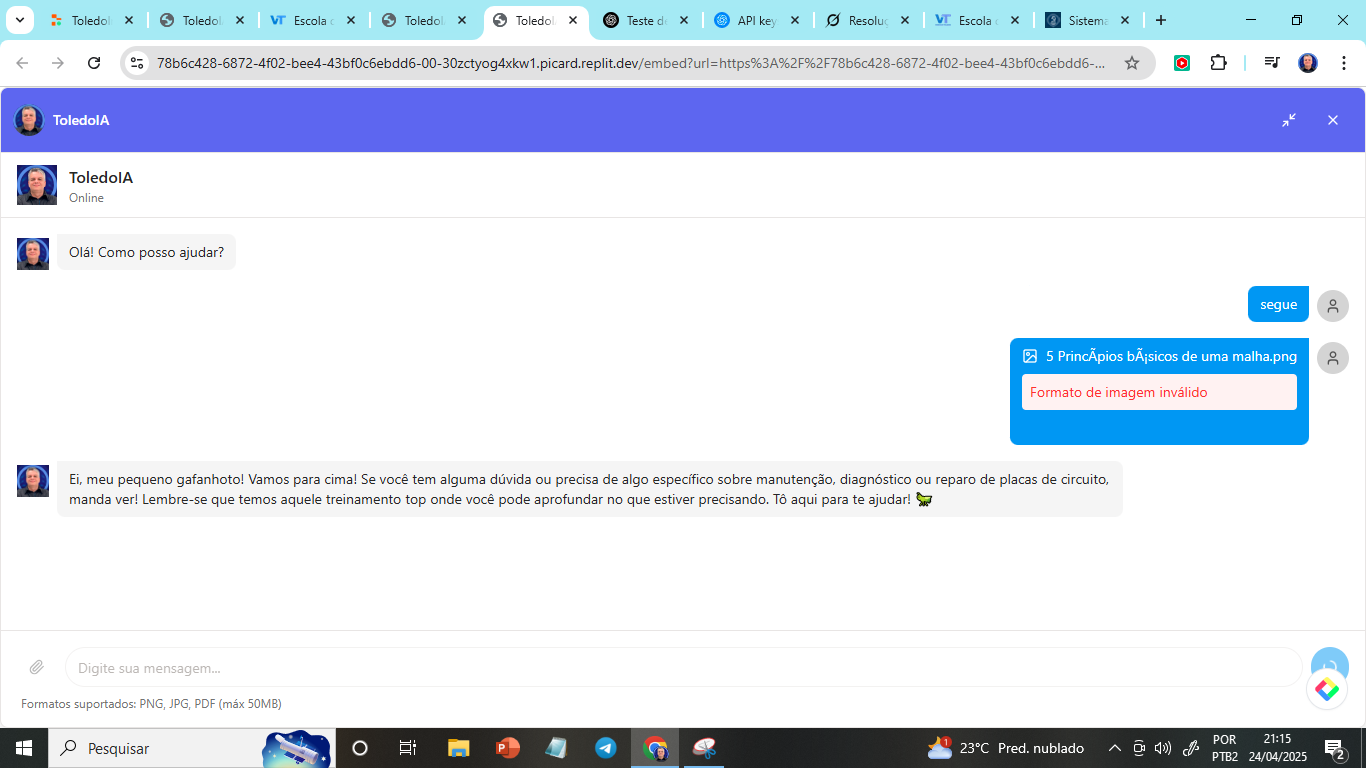 Toledol
Toledol
Escola
Toledol
Toledol
Teste de
API key
Resoluç
Escola
Sistema
78b6c428-6872-4f02-bee4-43bf0c6ebdd6-00-30zctyog4xkw1.picard.replit.dev/embed?url=https%3A%2F%2F78b6c428-6872-4f02-bee4-43bf0c6ebdd6-...
ToledoIA
ToledoIA
Online
Olá! Como posso ajudar?
segue
5 PrincÃpios bÃ¡sicos de uma malha.png
Formato de imagem inválido
Ei, meu pequeno gafanhoto! Vamos para cima! Se você tem alguma dúvida ou precisa de algo específico sobre manutenção, diagnóstico ou reparo de placas de circuito,
manda ver! Lembre-se que temos aquele treinamento top onde você pode aprofundar no que estiver precisando. Tô aqui para te ajudar!
Digite sua mensagem...
Formatos suportados: PNG, JPG, PDF (máx 50MB)
Pesquisar
1
23°C Pred. nublado
POR
PTB2
21:15
24/04/2025
2